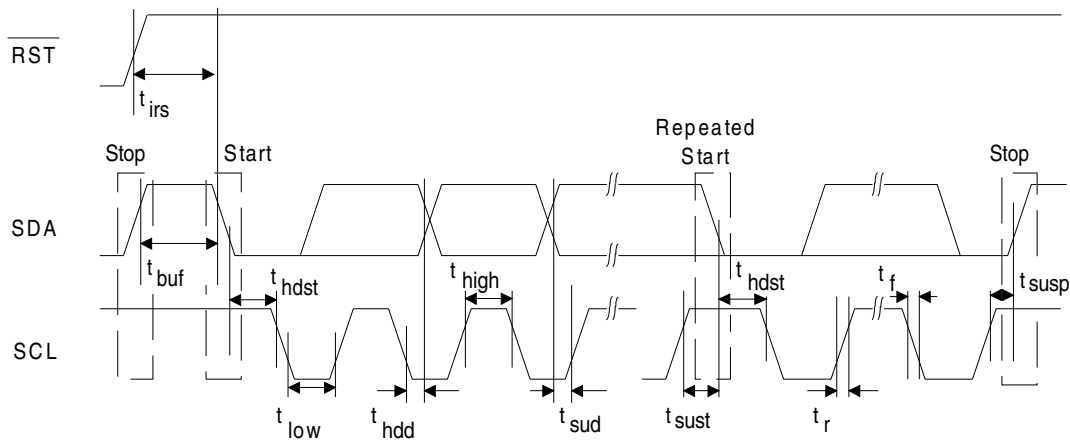 RST
t irs
Repeated
Stop Start Start Stop
SDA
t buf t hdst t high t hdst t f t susp
SCL
t low t hdd t sud t sust t r